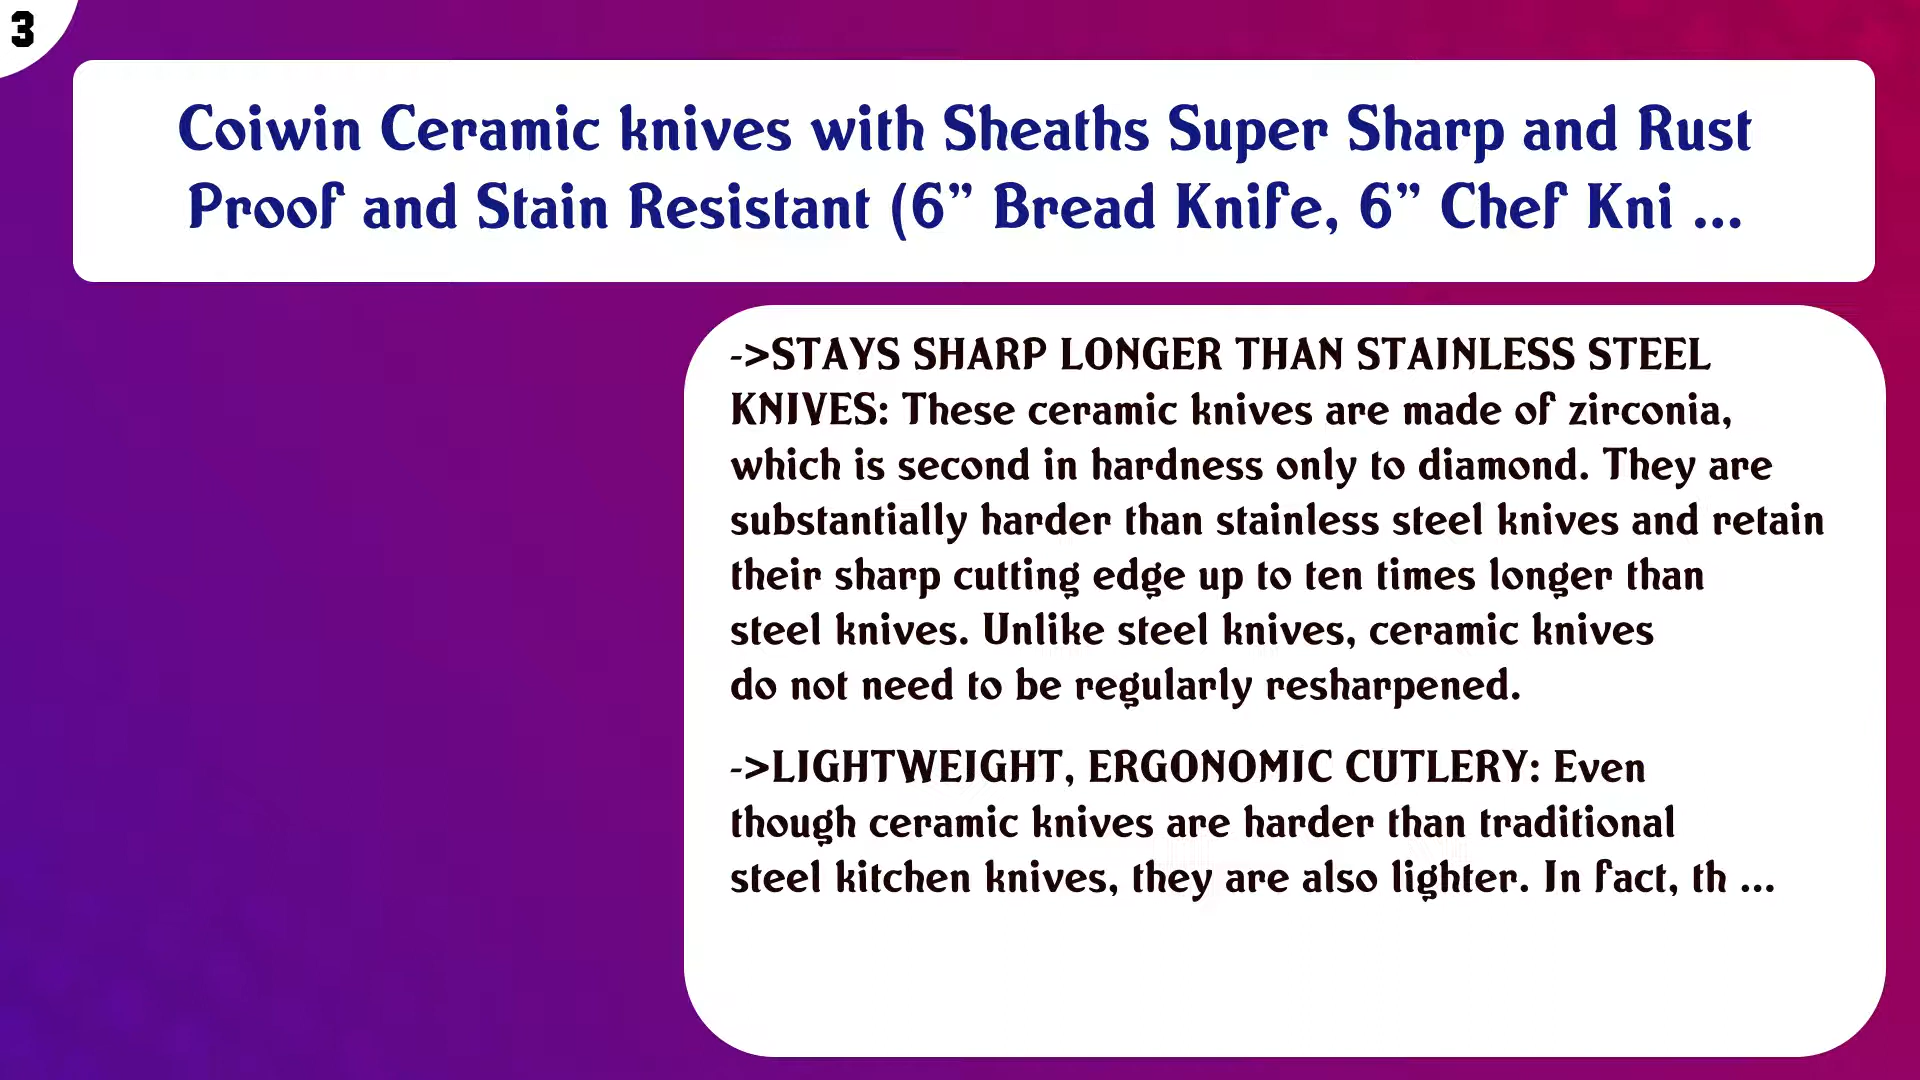 3
Coiwin Ceramic knives with Sheaths Super Sharp and Rust
Proof and Stain Resistant (6” Bread Knife, 6” Chef Kni ...
->STAYS SHARP LONGER THAN STAINLESS STEEL
KNIVES: These ceramic knives are made of zirconia,
which is second in hardness only to diamond. They are
substantially harder than stainless steel knives and retain
their sharp cutting edge up to ten times longer than
steel knives. Unlike steel knives, ceramic knives
do not need to be regularly resharpened.
->LIGHTWEIGHT, ERGONOMIC CUTLERY: Even
though ceramic knives are harder than traditional
steel kitchen knives, they are also lighter. In fact, th ...